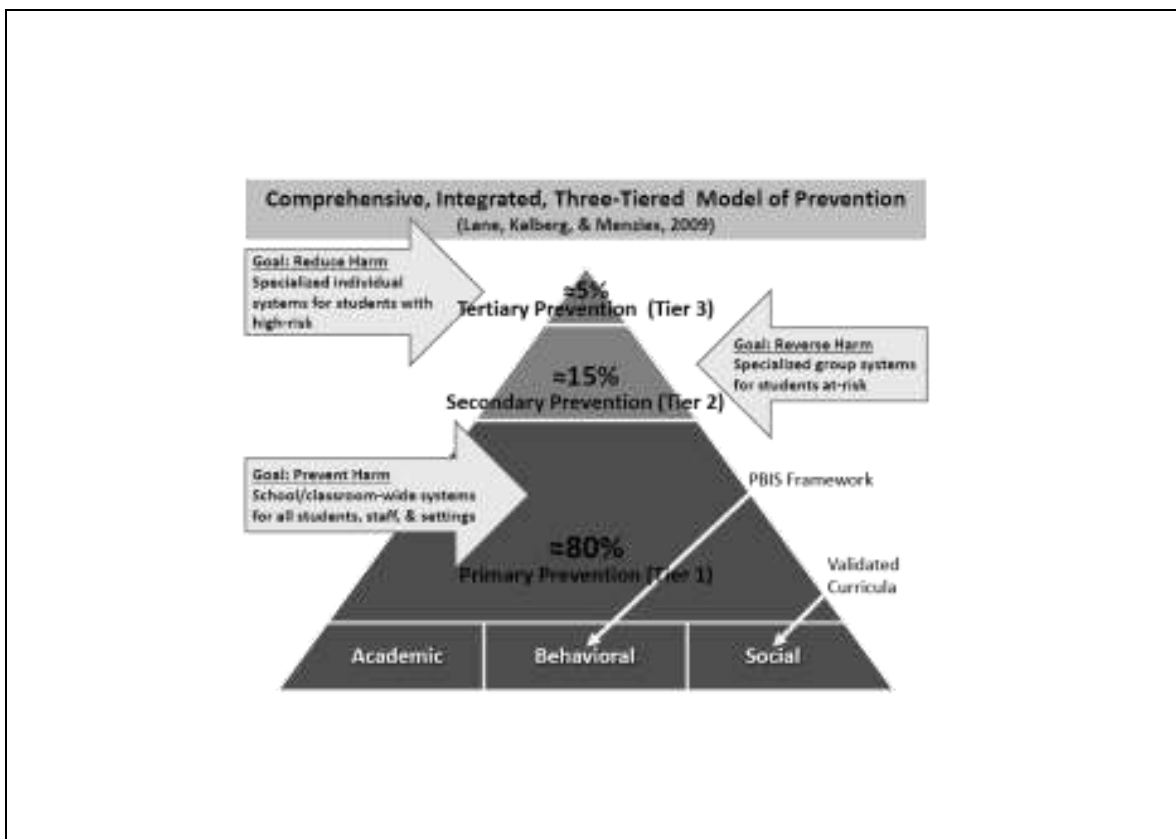 Comprehensive, Integrated, Three-Tiered Model of Prevention
(Lane, Kalberg, & Menzies, 2009)
Goal: Reduce Harm
Specialized individual
systems for students with
high-risk
≈5%
Tertiary Prevention (Tier 3)
Goal: Reverse Harm
Specialized group systems
for students at-risk
≈15%
Secondary Prevention (Tier 2)
Goal: Prevent Harm
School/classroom-wide systems
for all students, staff, & settings
PBIS Framework
≈80%
Primary Prevention (Tier 1)
Validated
Curricula
Academic
Behavioral
Social